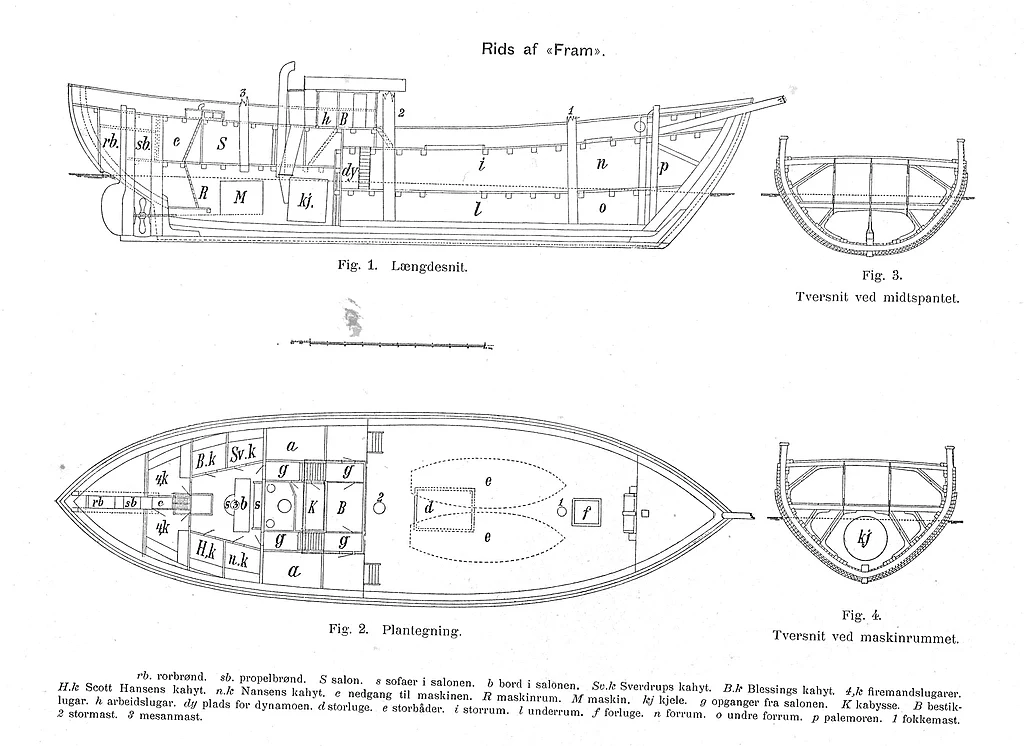 Rids af «Fram».
3
h B
2
1
rb. sb. e S
i
n
p
dy
R M kj.
l
o
Fig. 1. Længdesnit.
Fig. 3.
Tversnit ved midtspantet.
B.k Sv.k
a
4,k
g g
e
rb sb e
s 3 b s
K B
2
d
1
f
4,k
g g
e
H,k n.k
a
kj
Fig. 2. Plantegning.
Fig. 4.
Tversnit ved maskinrummet.
rb. rorbrønd. sb. propelbrønd. S salon. s sofaer i salonen. b bord i salonen. Sv.k Sverdrups kahyt. B.k Blessings kahyt. 4,k firemandslugarer.
H.k Scott Hansens kahyt. n.k Nansens kahyt. e nedgang til maskinen. R maskinrum. M maskin. kj kjele. g opganger fra salonen. K kabysse. B bestik-
lugar. h arbeidslugar. dy plads for dynamoen. d storluge. e storbåder. i storrum. l underrum. f forluge. n forrum. o undre forrum. p palemoren. 1 fokkemast.
2 stormast. 3 mesanmast.